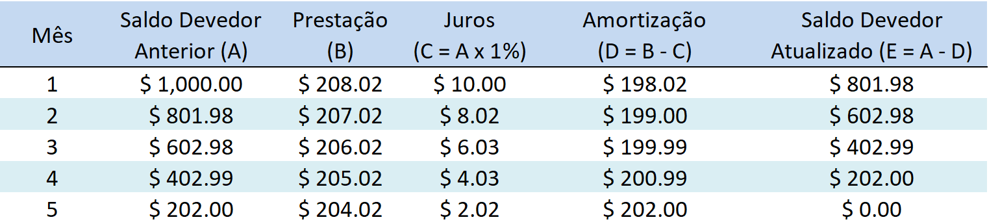 Mês Saldo Devedor Anterior (A) Prestação (B) Juros (C = A x 1%) Amortização (D = B - C) Saldo Devedor Atualizado (E = A - D)
1 $ 1,000.00 $ 208.02 $ 10.00 $ 198.02 $ 801.98
2 $ 801.98 $ 207.02 $ 8.02 $ 199.00 $ 602.98
3 $ 602.98 $ 206.02 $ 6.03 $ 199.99 $ 402.99
4 $ 402.99 $ 205.02 $ 4.03 $ 200.99 $ 202.00
5 $ 202.00 $ 204.02 $ 2.02 $ 202.00 $ 0.00